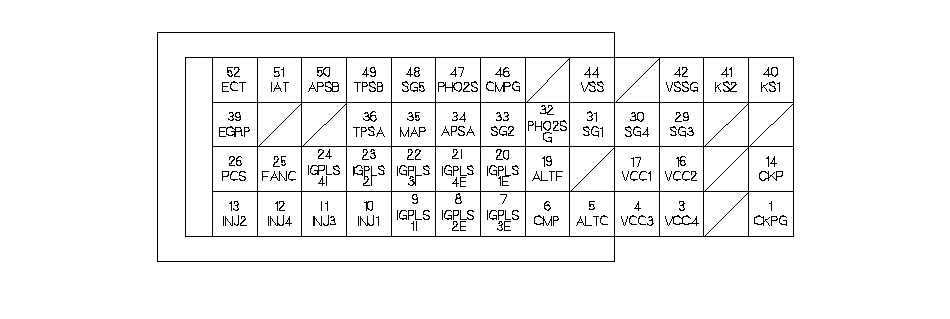 52 51 50 49 48 47 46 44 42 41 40
ECT IAT APSB TPSB SG5 PHO2S CMPG VSS VSSG KS2 KS1
39 36 35 34 33 32 31 30 29
EGRP TPSA MAP APSA SG2 PHO2S SG1 SG4 SG3
G
26 25 24 23 22 21 20 19 17 16 14
PCS FANC IGPLS IGPLS IGPLS IGPLS IGPLS ALTF VCC1 VCC2 CKP
4I 2I 3I 4E 1E
13 12 11 10 9 8 7 6 5 4 3 1
INJ2 INJ4 INJ3 INJ1 IGPLS IGPLS IGPLS CMP ALTC VCC3 VCC4 CKPG
1I 2E 3E